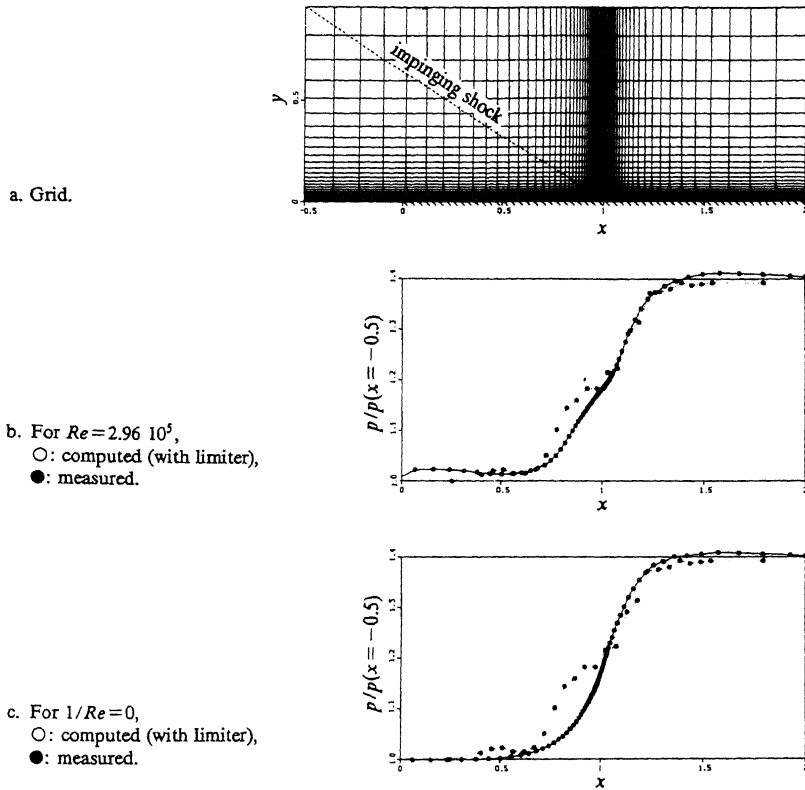 impinging shock
y
0.5
0
-0.5
0
0.5
1
1.5
2
x
a. Grid.
p/p(x=−0.5)
1.4
1.3
1.2
1.1
1.0
0
0.5
1
1.5
2
x
b. For Re=2.96 10⁵,
○: computed (with limiter),
●: measured.
p/p(x=−0.5)
1.4
1.3
1.2
1.1
1.0
0.5
1
1.5
2
x
c. For 1/Re=0,
○: computed (with limiter),
●: measured.